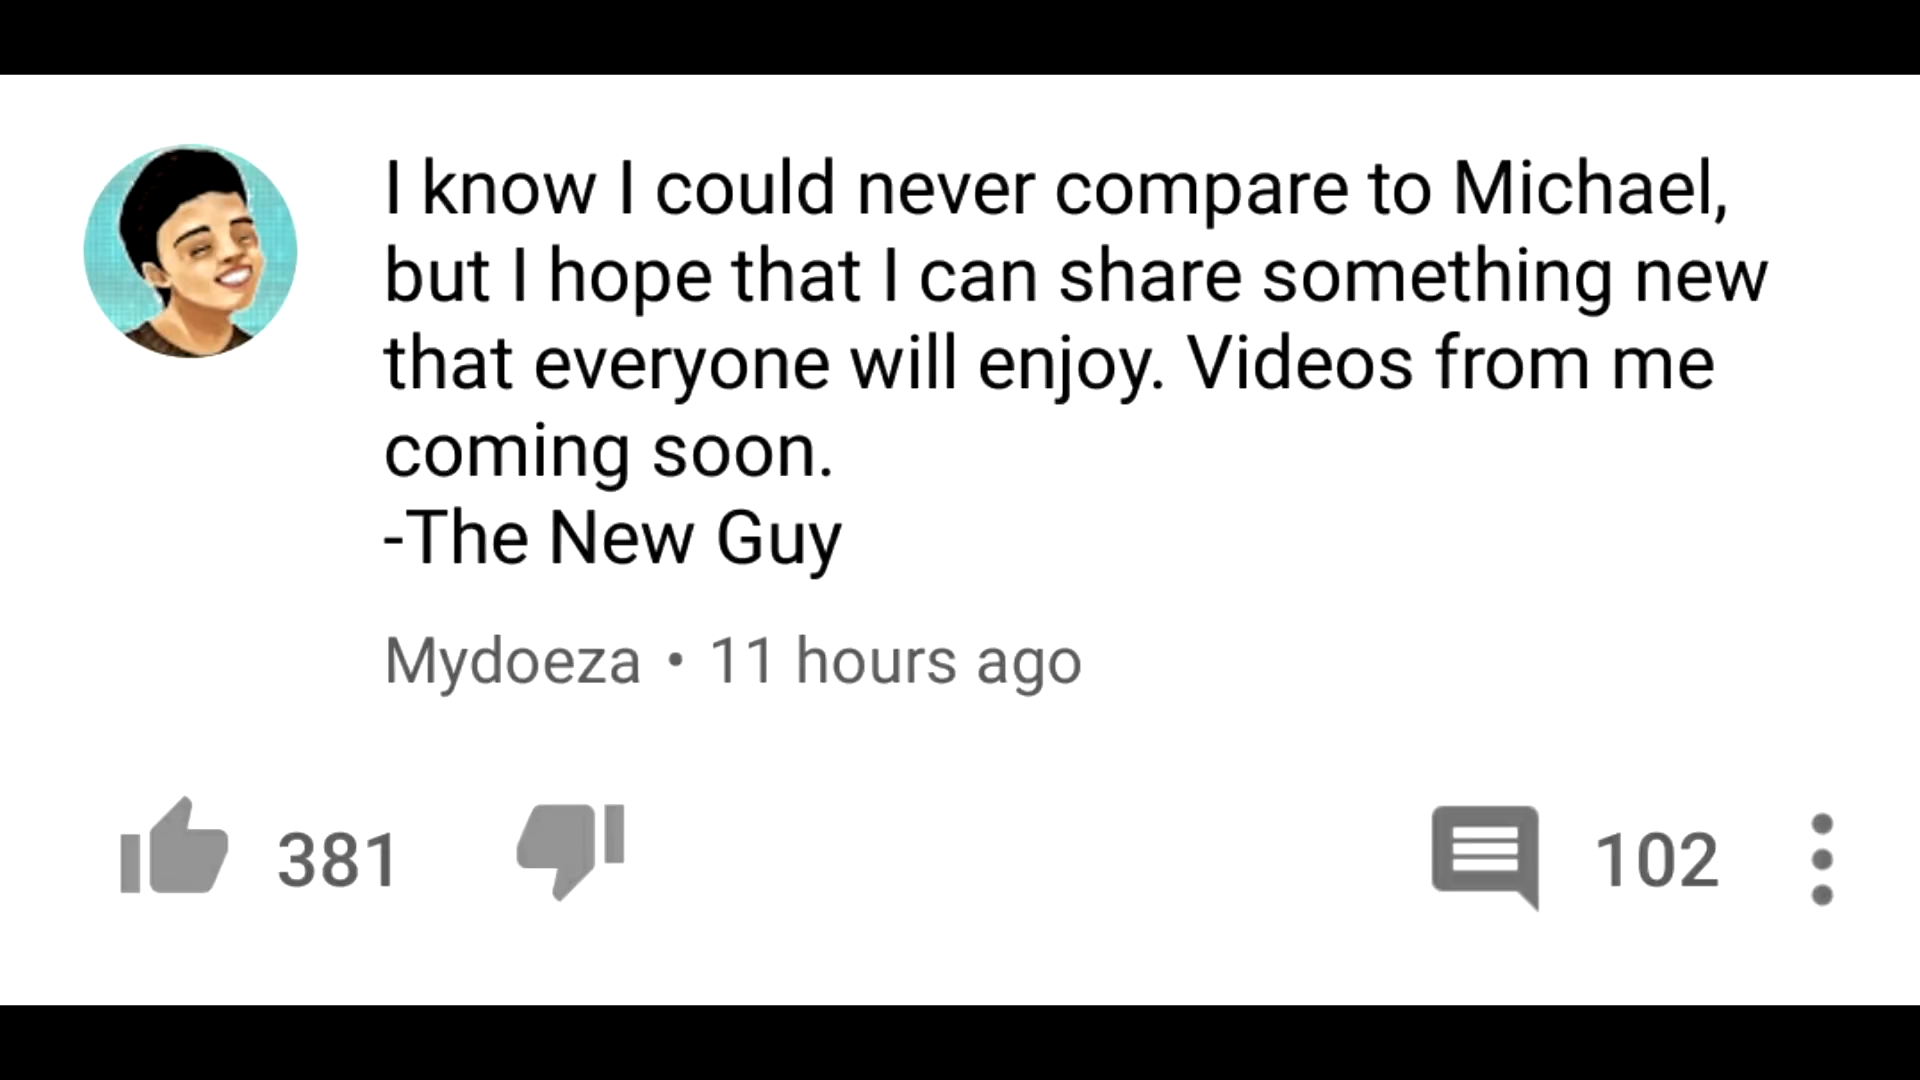 I know I could never compare to Michael,
but I hope that I can share something new
that everyone will enjoy. Videos from me
coming soon.
-The New Guy
Mydoeza • 11 hours ago
381
102